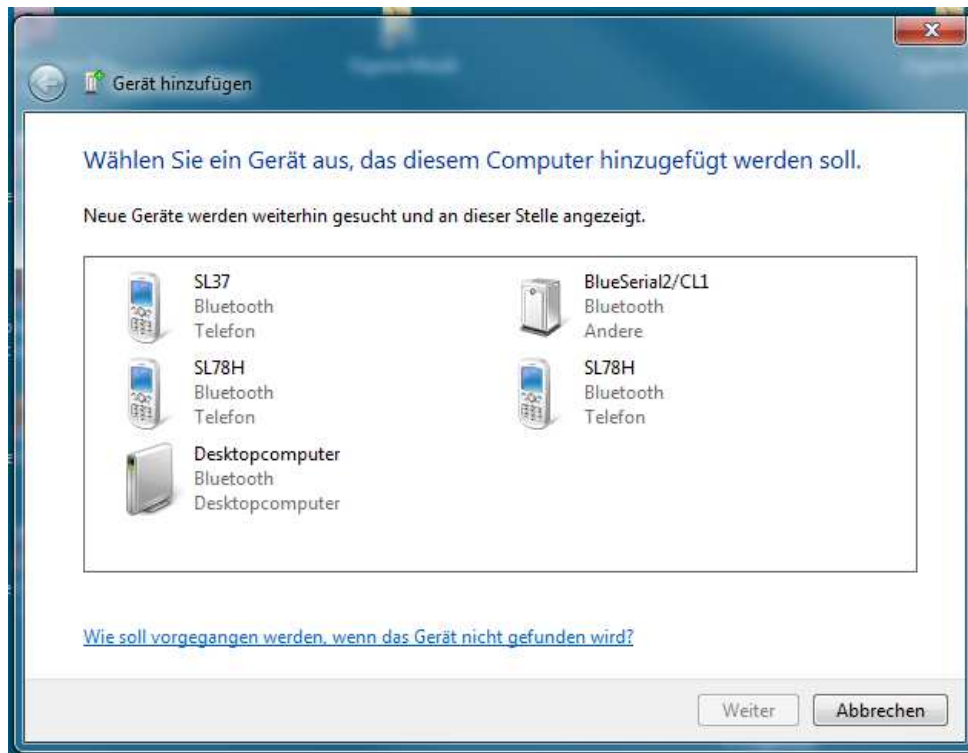 Gerät hinzufügen
Wählen Sie ein Gerät aus, das diesem Computer hinzugefügt werden soll.
Neue Geräte werden weiterhin gesucht und an dieser Stelle angezeigt.
SL37
Bluetooth
Telefon
BlueSerial2/CL1
Bluetooth
Andere
SL78H
Bluetooth
Telefon
SL78H
Bluetooth
Telefon
Desktopcomputer
Bluetooth
Desktopcomputer
Wie soll vorgegangen werden, wenn das Gerät nicht gefunden wird?
Weiter
Abbrechen